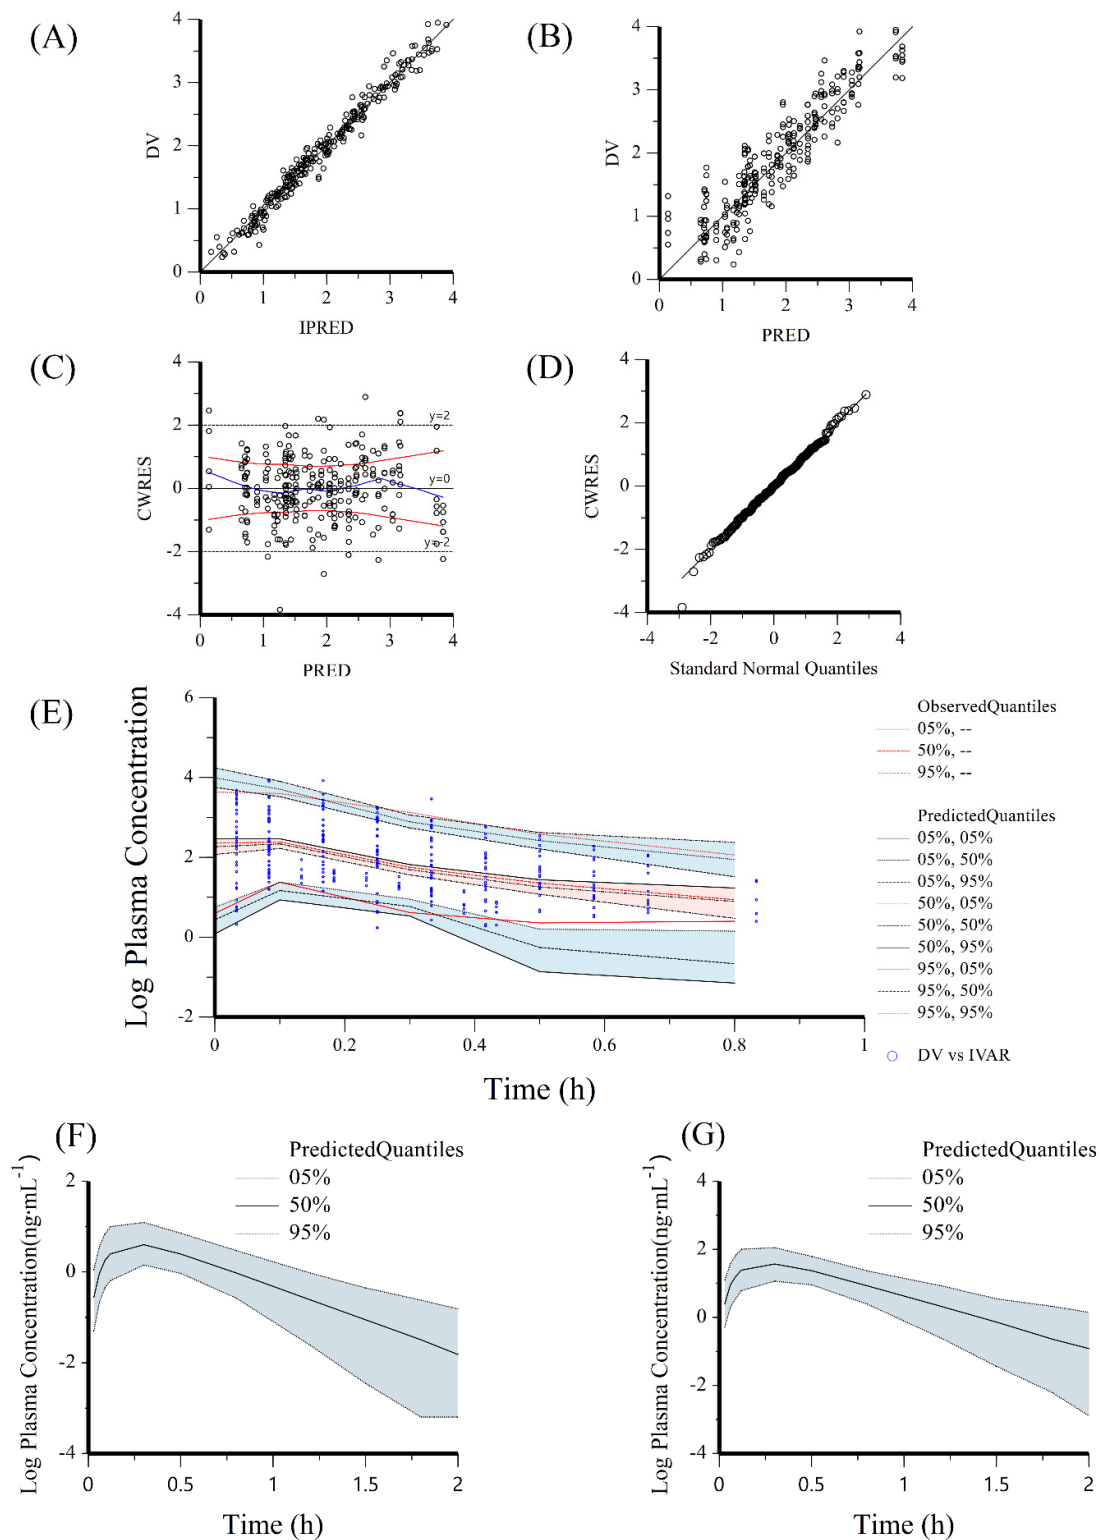 (A)
4
3
2
1
0
DV
0 1 2 3 4
IPRED
(B)
4
3
2
1
0
DV
0 1 2 3 4
PRED
(C)
4
2
0
-2
-4
CWRES
y=2
y=0
y=-2
0 1 2 3 4
PRED
(D)
4
2
0
-2
-4
CWRES
-4 -2 0 2 4
Standard Normal Quantiles
(E)
6
4
2
0
-2
Log Plasma Concentration
0 0.2 0.4 0.6 0.8 1
Time (h)
ObservedQuantiles
05%, --
50%, --
95%, --
PredictedQuantiles
05%, 05%
05%, 50%
05%, 95%
50%, 05%
50%, 50%
50%, 95%
95%, 05%
95%, 50%
95%, 95%
DV vs IVAR
(F)
PredictedQuantiles
05%
50%
95%
2
0
-2
-4
Log Plasma Concentration(ng·mL⁻¹)
0 0.5 1 1.5 2
Time (h)
(G)
PredictedQuantiles
05%
50%
95%
4
2
0
-2
-4
Log Plasma Concentration(ng·mL⁻¹)
0 0.5 1 1.5 2
Time (h)